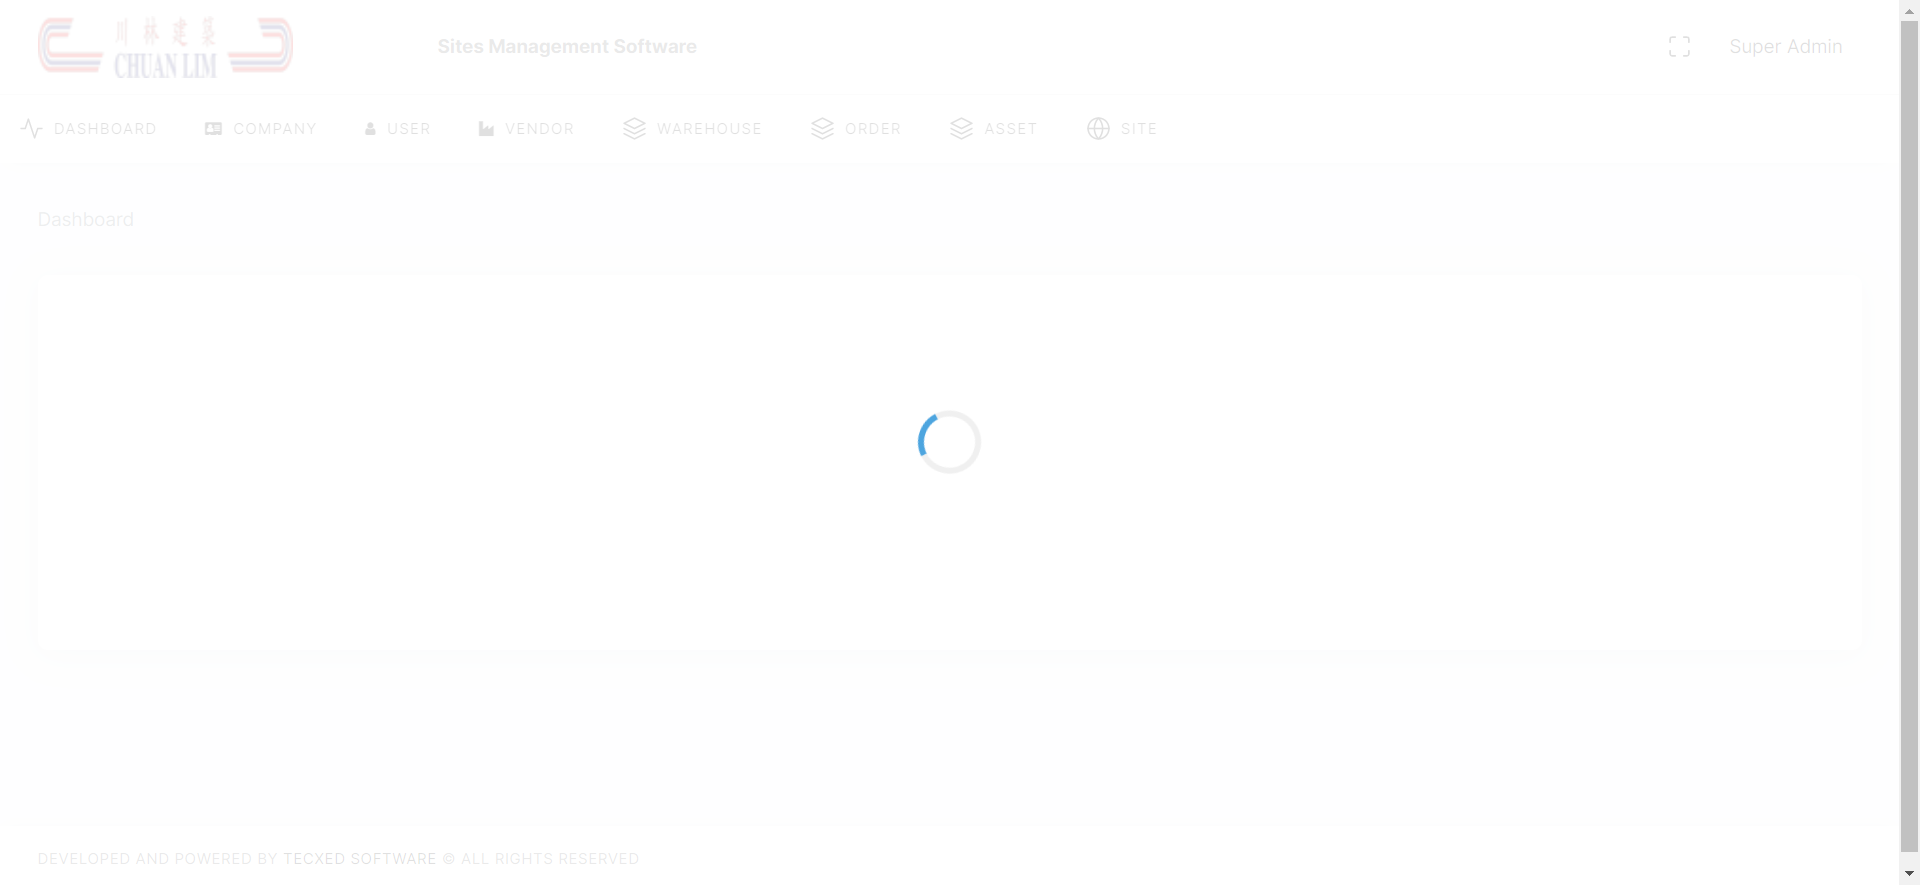 川林建築
CHUAN LIM
Sites Management Software
Super Admin
DASHBOARD
COMPANY
USER
VENDOR
WAREHOUSE
ORDER
ASSET
SITE
Dashboard
DEVELOPED AND POWERED BY TECXED SOFTWARE © ALL RIGHTS RESERVED